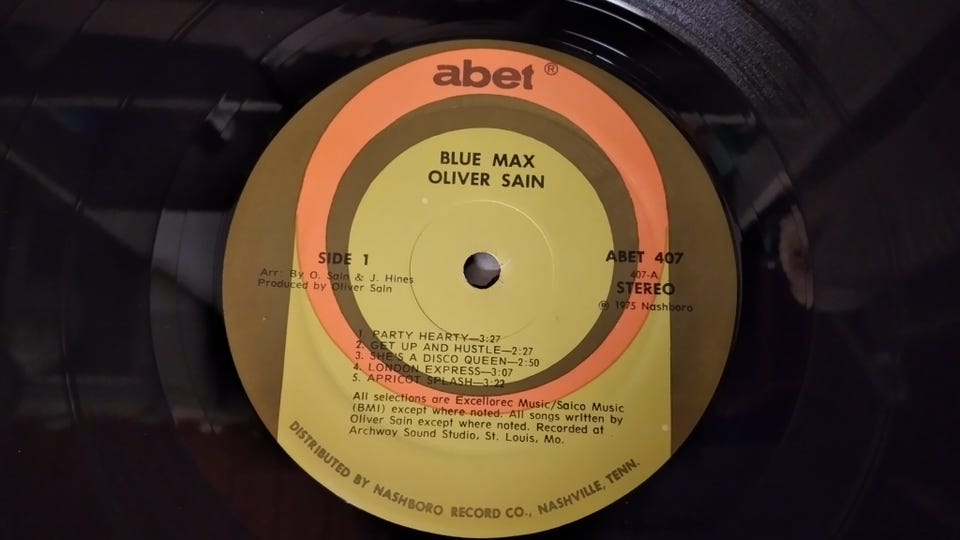 abet ®
BLUE MAX
OLIVER SAIN
SIDE 1
Arr: By O. Sain & J. Hines
Produced by Oliver Sain
ABET 407
407-A
STEREO
℗ 1975 Nashboro
1. PARTY HEARTY—3:27
2. GET UP AND HUSTLE—2:27
3. SHE'S A DISCO QUEEN—2:50
4. LONDON EXPRESS—3:07
5. APRICOT SPLASH—3:22
All selections are Excellorec Music/Saico Music
(BMI) except where noted. All songs written by
Oliver Sain except where noted. Recorded at
Archway Sound Studio, St. Louis, Mo.
DISTRIBUTED BY NASHBORO RECORD CO., NASHVILLE, TENN.